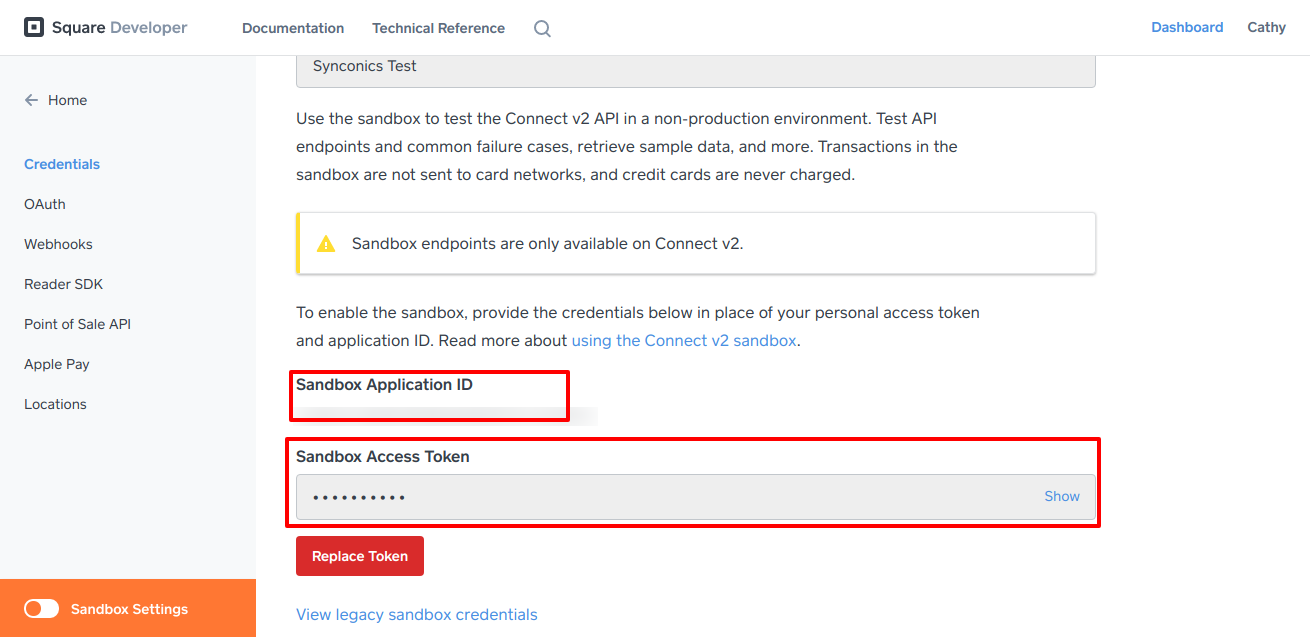 Square Developer
Documentation
Technical Reference
Dashboard
Cathy
Home
Credentials
OAuth
Webhooks
Reader SDK
Point of Sale API
Apple Pay
Locations
Sandbox Settings
Synconics Test
Use the sandbox to test the Connect v2 API in a non-production environment. Test API
endpoints and common failure cases, retrieve sample data, and more. Transactions in the
sandbox are not sent to card networks, and credit cards are never charged.
Sandbox endpoints are only available on Connect v2.
To enable the sandbox, provide the credentials below in place of your personal access token
and application ID. Read more about using the Connect v2 sandbox.
Sandbox Application ID
Sandbox Access Token
•••••••••• Show
Replace Token
View legacy sandbox credentials